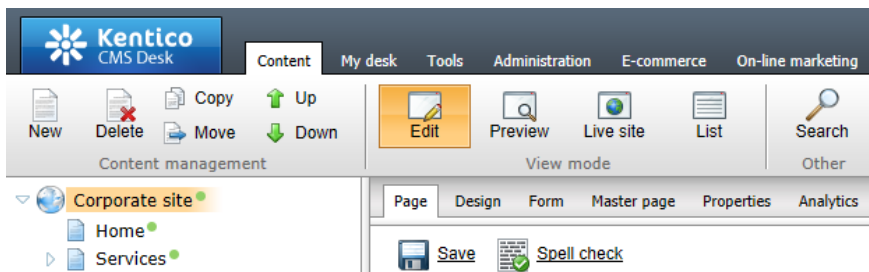 Kentico
CMS Desk
Content My desk Tools Administration E-commerce On-line marketing
New Delete Copy Move Up Down
Content management
Edit Preview Live site List
View mode
Search
Other
Corporate site
Home
Services
Page Design Form Master page Properties Analytics
Save Spell check